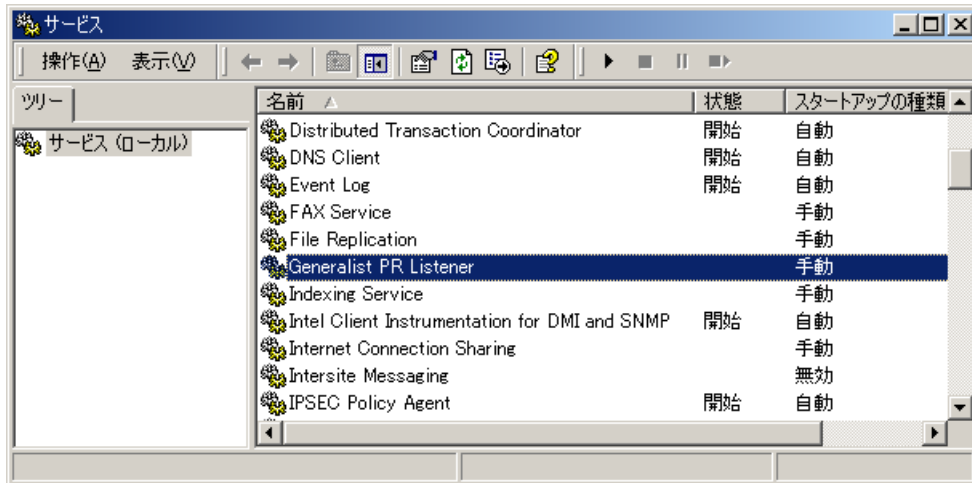 サービス
操作(A) 表示(V)
ツリー
サービス (ローカル)
名前 状態 スタートアップの種類
Distributed Transaction Coordinator 開始 自動
DNS Client 開始 自動
Event Log 開始 自動
FAX Service 手動
File Replication 手動
Generalist PR Listener 手動
Indexing Service 手動
Intel Client Instrumentation for DMI and SNMP 開始 自動
Internet Connection Sharing 手動
Intersite Messaging 無効
IPSEC Policy Agent 開始 自動